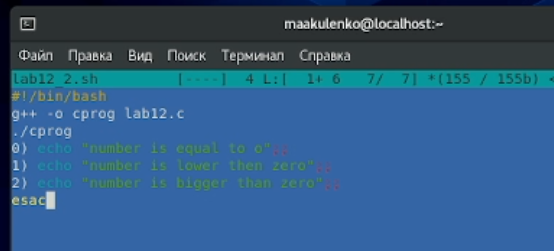 maakulenko@localhost:~
Файл Правка Вид Поиск Терминал Справка
lab12_2.sh [----] 4 L:[ 1+ 6 7/ 7] *(155 / 155b) <
#!/bin/bash
g++ -o cprog lab12.c
./cprog
0) echo "number is equal to o";;
1) echo "number is lower then zero";;
2) echo "number is bigger than zero";;
esac